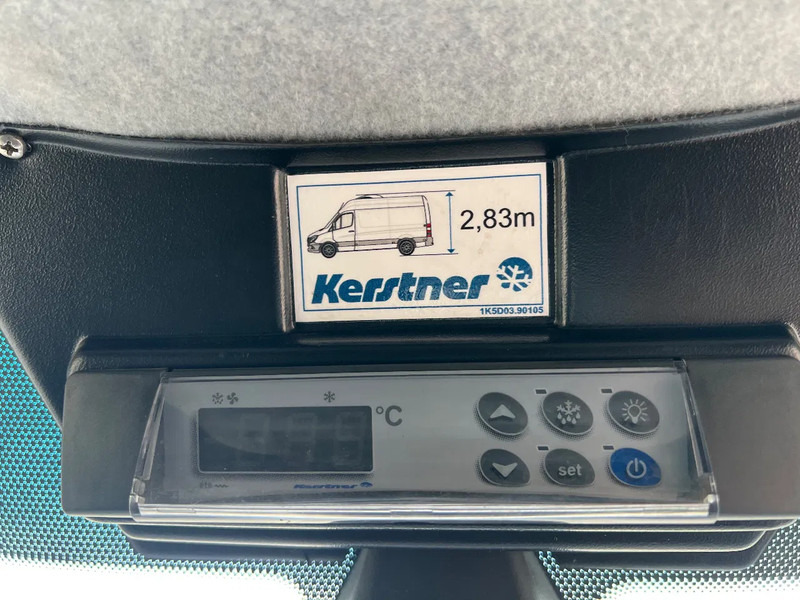 2,83m
Kerstner
1K5D03.90105
°C
set
Kerstner